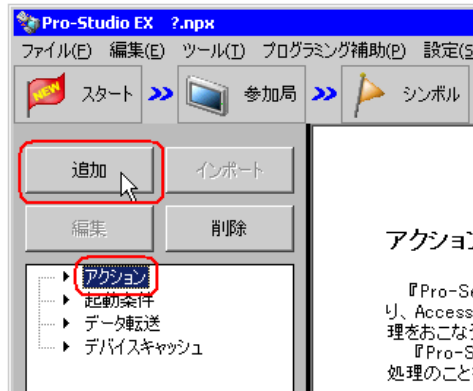 Pro-Studio EX ?.npx
ファイル(F) 編集(E) ツール(T) プログラミング補助(P) 設定(S
NEW スタート 参加局 シンボル
追加 インポート
編集 削除
アクション
起動条件
データ転送
デバイスキャッシュ
アクション
『Pro-Se
り、Access
理をおこな
『Pro-S
処理のこと